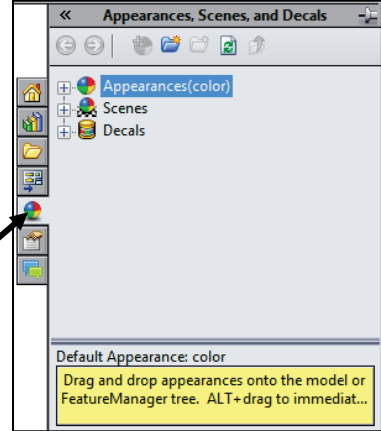 Appearances, Scenes, and Decals
Appearances(color)
Scenes
Decals
Default Appearance: color
Drag and drop appearances onto the model or
FeatureManager tree. ALT+drag to immediat...